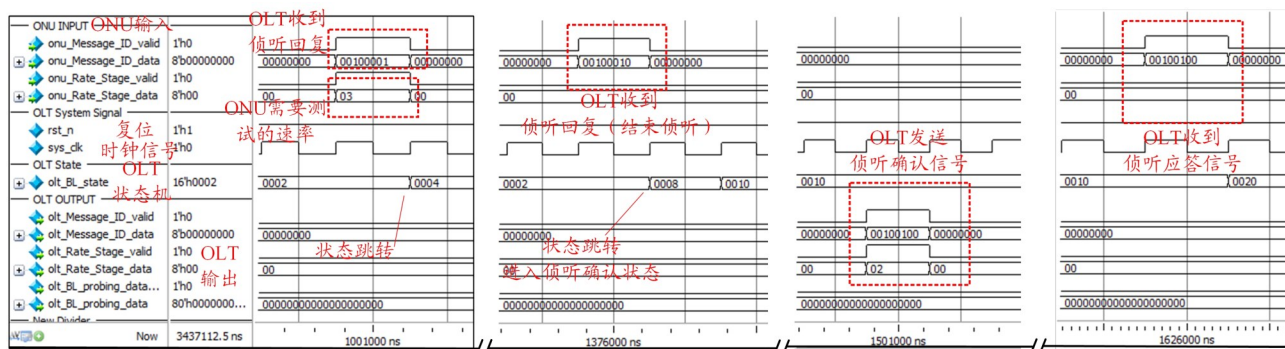 ONU INPUT ONU输入
onu_Message_ID_valid 1'h0
onu_Message_ID_data 8'b00000000
onu_Rate_Stage_valid 1'h0
onu_Rate_Stage_data 8'h00
OLT System Signal
rst_n 1'h1
sys_clk 1'h0
复位
时钟信号
OLT State
olt_BL_state 16'h0002
OLT
状态机
OLT OUTPUT
olt_Message_ID_valid 1'h0
olt_Message_ID_data 8'b00000000
olt_Rate_Stage_valid 1'h0
olt_Rate_Stage_data 8'h00
olt_BL_probing_data... 1'h0
olt_BL_probing_data 80'h0000000...
OLT
输出
New Divider
Now 3437112.5 ns
OLT收到
侦听回复
00000000 00100001 00000000
00 03 00
ONU需要测
试的速率
0002 0004
00000000
状态跳转
00
00000000000000000000
1001000 ns
00000000 00100010 00000000
00
OLT收到
侦听回复（结束侦听）
0002 0008 0010
00000000
状态跳转
进入侦听确认状态
00
00000000000000000000
1376000 ns
00000000
00
OLT发送
侦听确认信号
0010
00000000 00100100 00000000
00 02 00
00000000000000000000
1501000 ns
00000000 00100100 00000000
00
OLT收到
侦听应答信号
0010 0020
00000000
00
00000000000000000000
1626000 ns